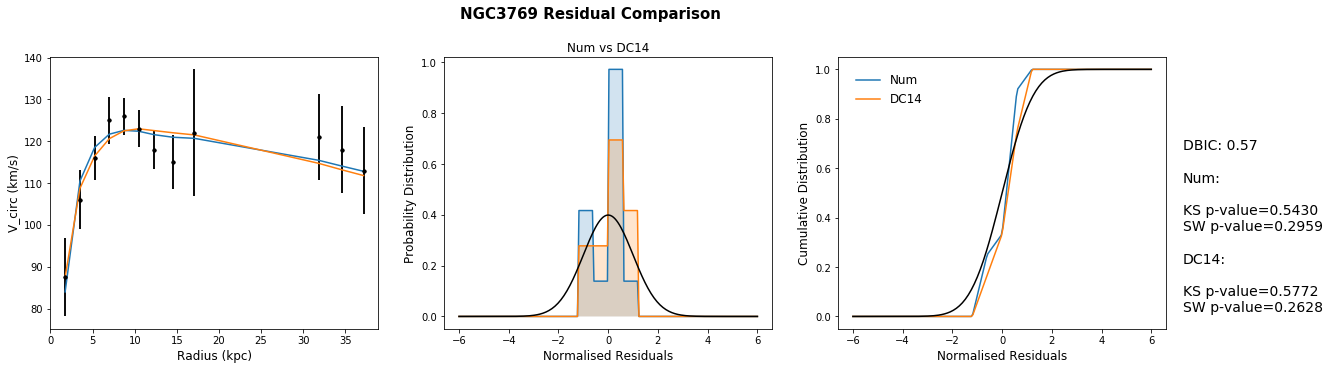 NGC3769 Residual Comparison
V_circ (km/s)
140
130
120
110
100
90
80
0 5 10 15 20 25 30 35
Radius (kpc)
Num vs DC14
Probability Distribution
1.0
0.8
0.6
0.4
0.2
0.0
−6 −4 −2 0 2 4 6
Normalised Residuals
Cumulative Distribution
1.0
0.8
0.6
0.4
0.2
0.0
Num
DC14
−6 −4 −2 0 2 4 6
Normalised Residuals
DBIC: 0.57
Num:
KS p-value=0.5430
SW p-value=0.2959
DC14:
KS p-value=0.5772
SW p-value=0.2628